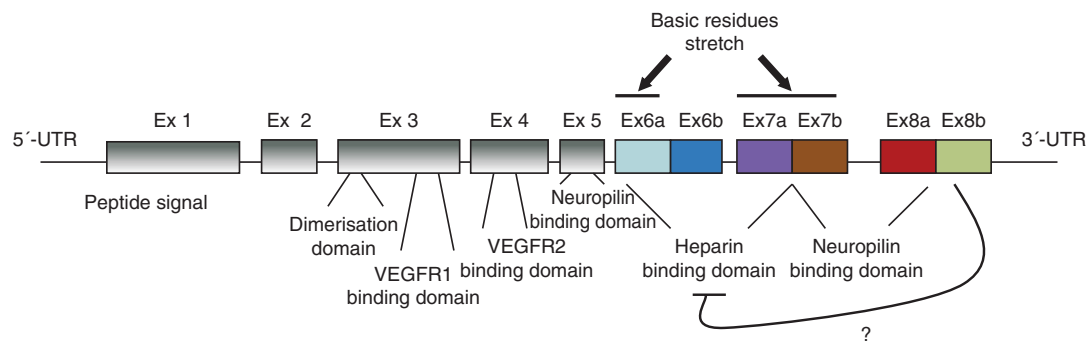 Basic residues
stretch
Ex 1
Ex 2
Ex 3
Ex 4
Ex 5
Ex6a
Ex6b
Ex7a
Ex7b
Ex8a
Ex8b
5´-UTR
3´-UTR
Peptide signal
Dimerisation
domain
VEGFR1
binding domain
VEGFR2
binding domain
Neuropilin
binding domain
Heparin
binding domain
Neuropilin
binding domain
?